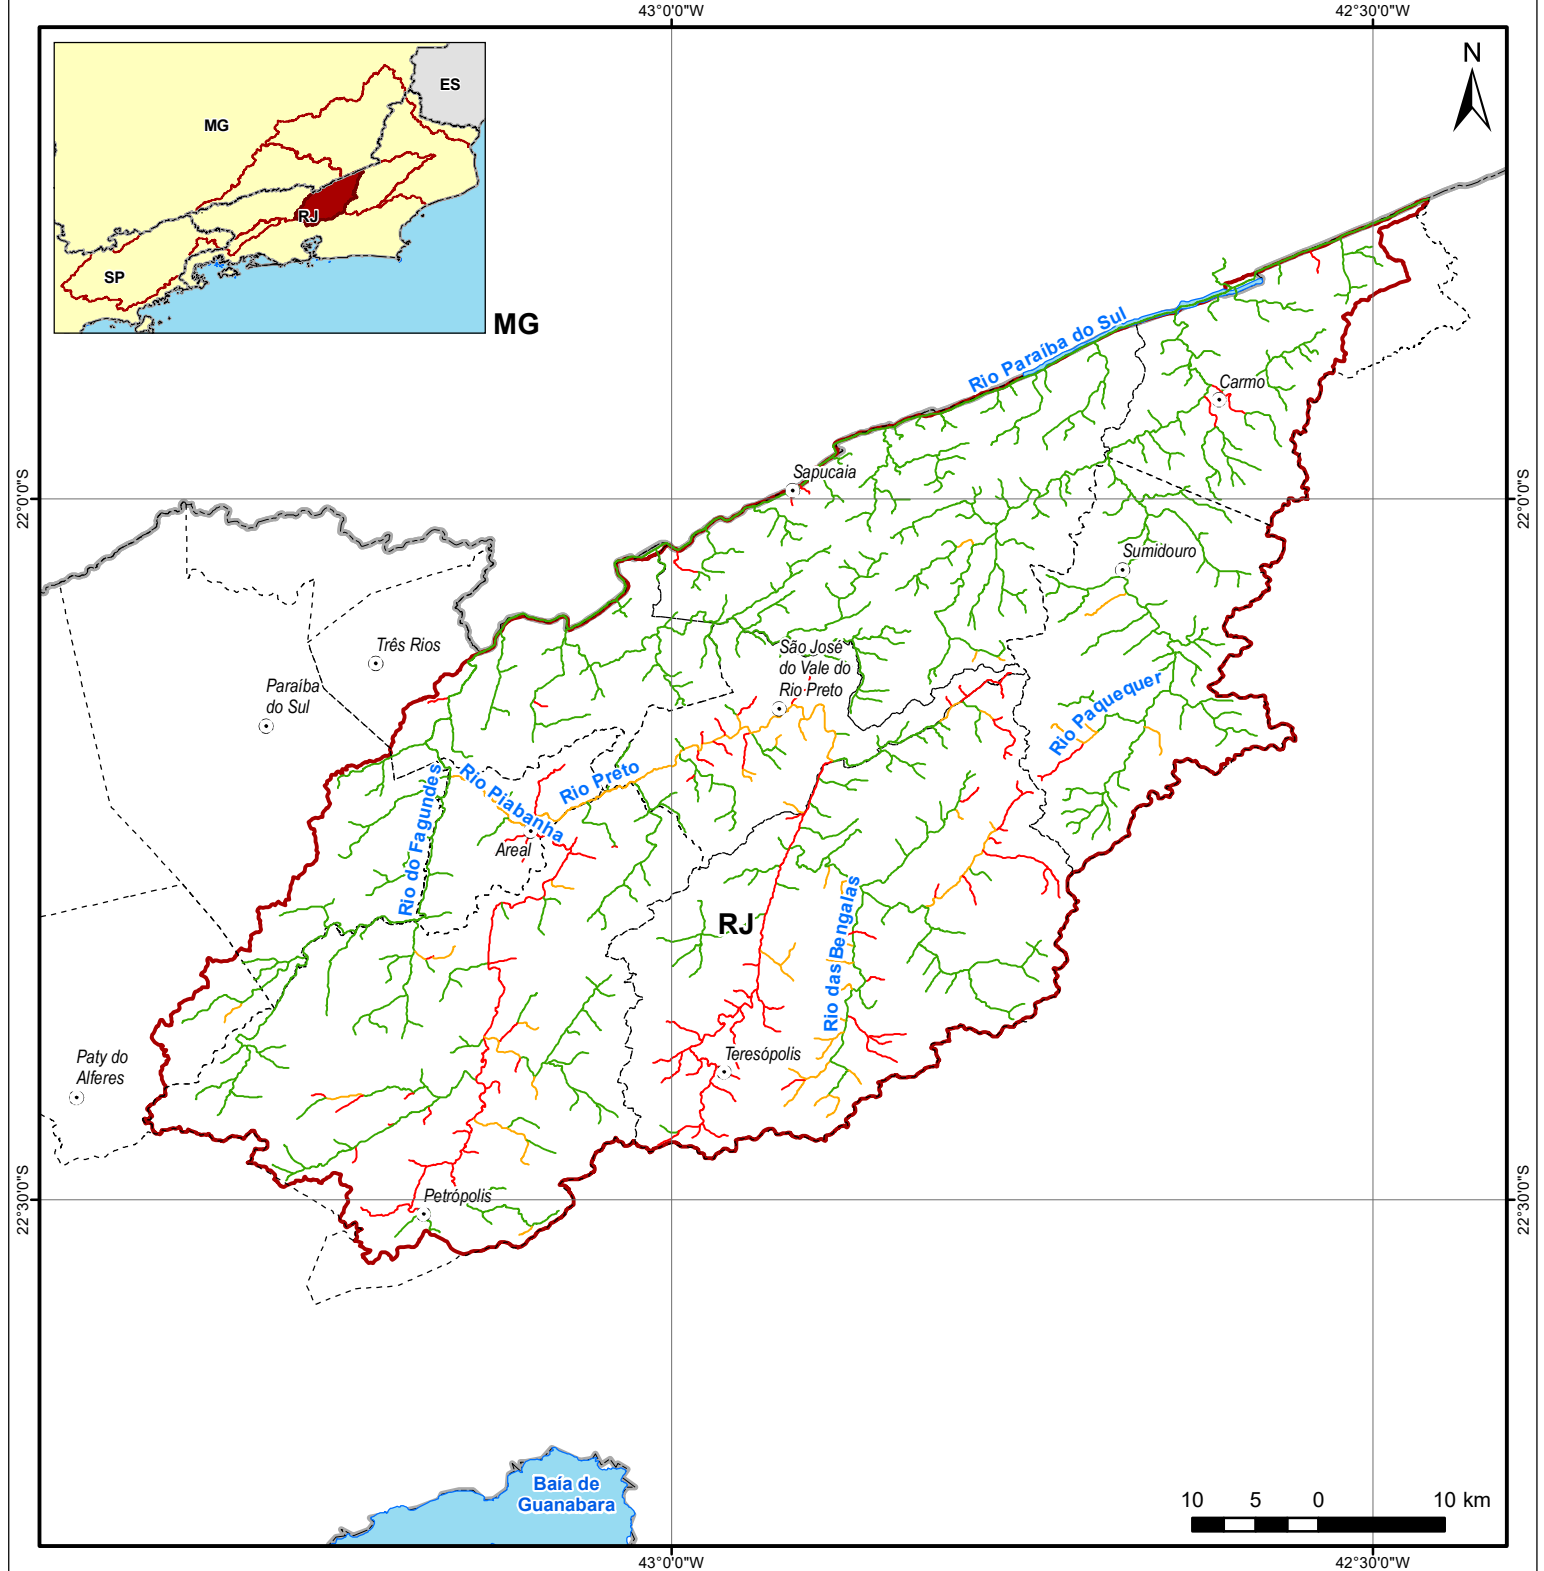 43°0'0"W
42°30'0"W
N
ES
MG
RJ
SP
MG
Rio Paraíba do Sul
Carmo
Sapucaia
22°0'0"S
22°0'0"S
Sumidouro
Três Rios
São José
do Vale do
Rio Preto
Paraíba
do Sul
Rio Paquequer
Rio Piabanha
Rio Preto
Rio do Fagundes
Areal
RJ
Rio das Bengalas
Teresópolis
Paty do
Alferes
Petrópolis
22°30'0"S
22°30'0"S
Baía de
Guanabara
10 5 0 10 km
43°0'0"W
42°30'0"W